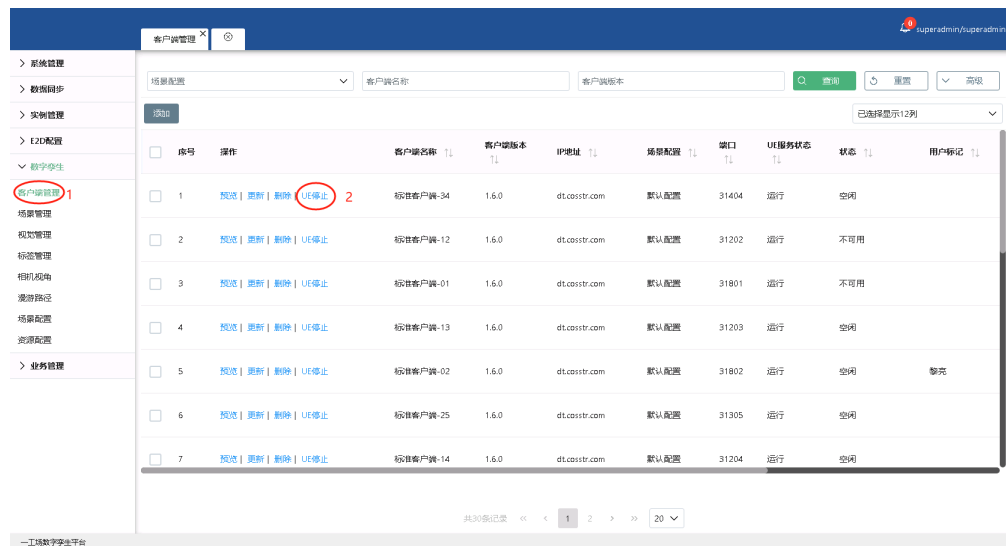 客户端管理 ×
0 superadmin/superadmin
系统管理
数据同步
实例管理
E2D配置
数字孪生
客户端管理 1
场景管理
视觉管理
标签管理
相机视角
漫游路径
场景配置
资源配置
业务管理
场景配置 客户端名称 客户端版本 查询 重置 高级
添加 已选择显示12列
序号 操作 客户端名称 客户端版本 IP地址 场景配置 端口 UE服务状态 状态 用户标记
1 预览 | 更新 | 删除 | UE停止 2 标准客户端-34 1.6.0 dt.cosstr.com 默认配置 31404 运行 空闲
2 预览 | 更新 | 删除 | UE停止 标准客户端-12 1.6.0 dt.cosstr.com 默认配置 31202 运行 不可用
3 预览 | 更新 | 删除 | UE停止 标准客户端-01 1.6.0 dt.cosstr.com 默认配置 31801 运行 不可用
4 预览 | 更新 | 删除 | UE停止 标准客户端-13 1.6.0 dt.cosstr.com 默认配置 31203 运行 空闲
5 预览 | 更新 | 删除 | UE停止 标准客户端-02 1.6.0 dt.cosstr.com 默认配置 31802 运行 空闲 黎亮
6 预览 | 更新 | 删除 | UE停止 标准客户端-25 1.6.0 dt.cosstr.com 默认配置 31305 运行 空闲
7 预览 | 更新 | 删除 | UE停止 标准客户端-14 1.6.0 dt.cosstr.com 默认配置 31204 运行 空闲
共30条记录 << < 1 2 > >> 20
一工场数字孪生平台